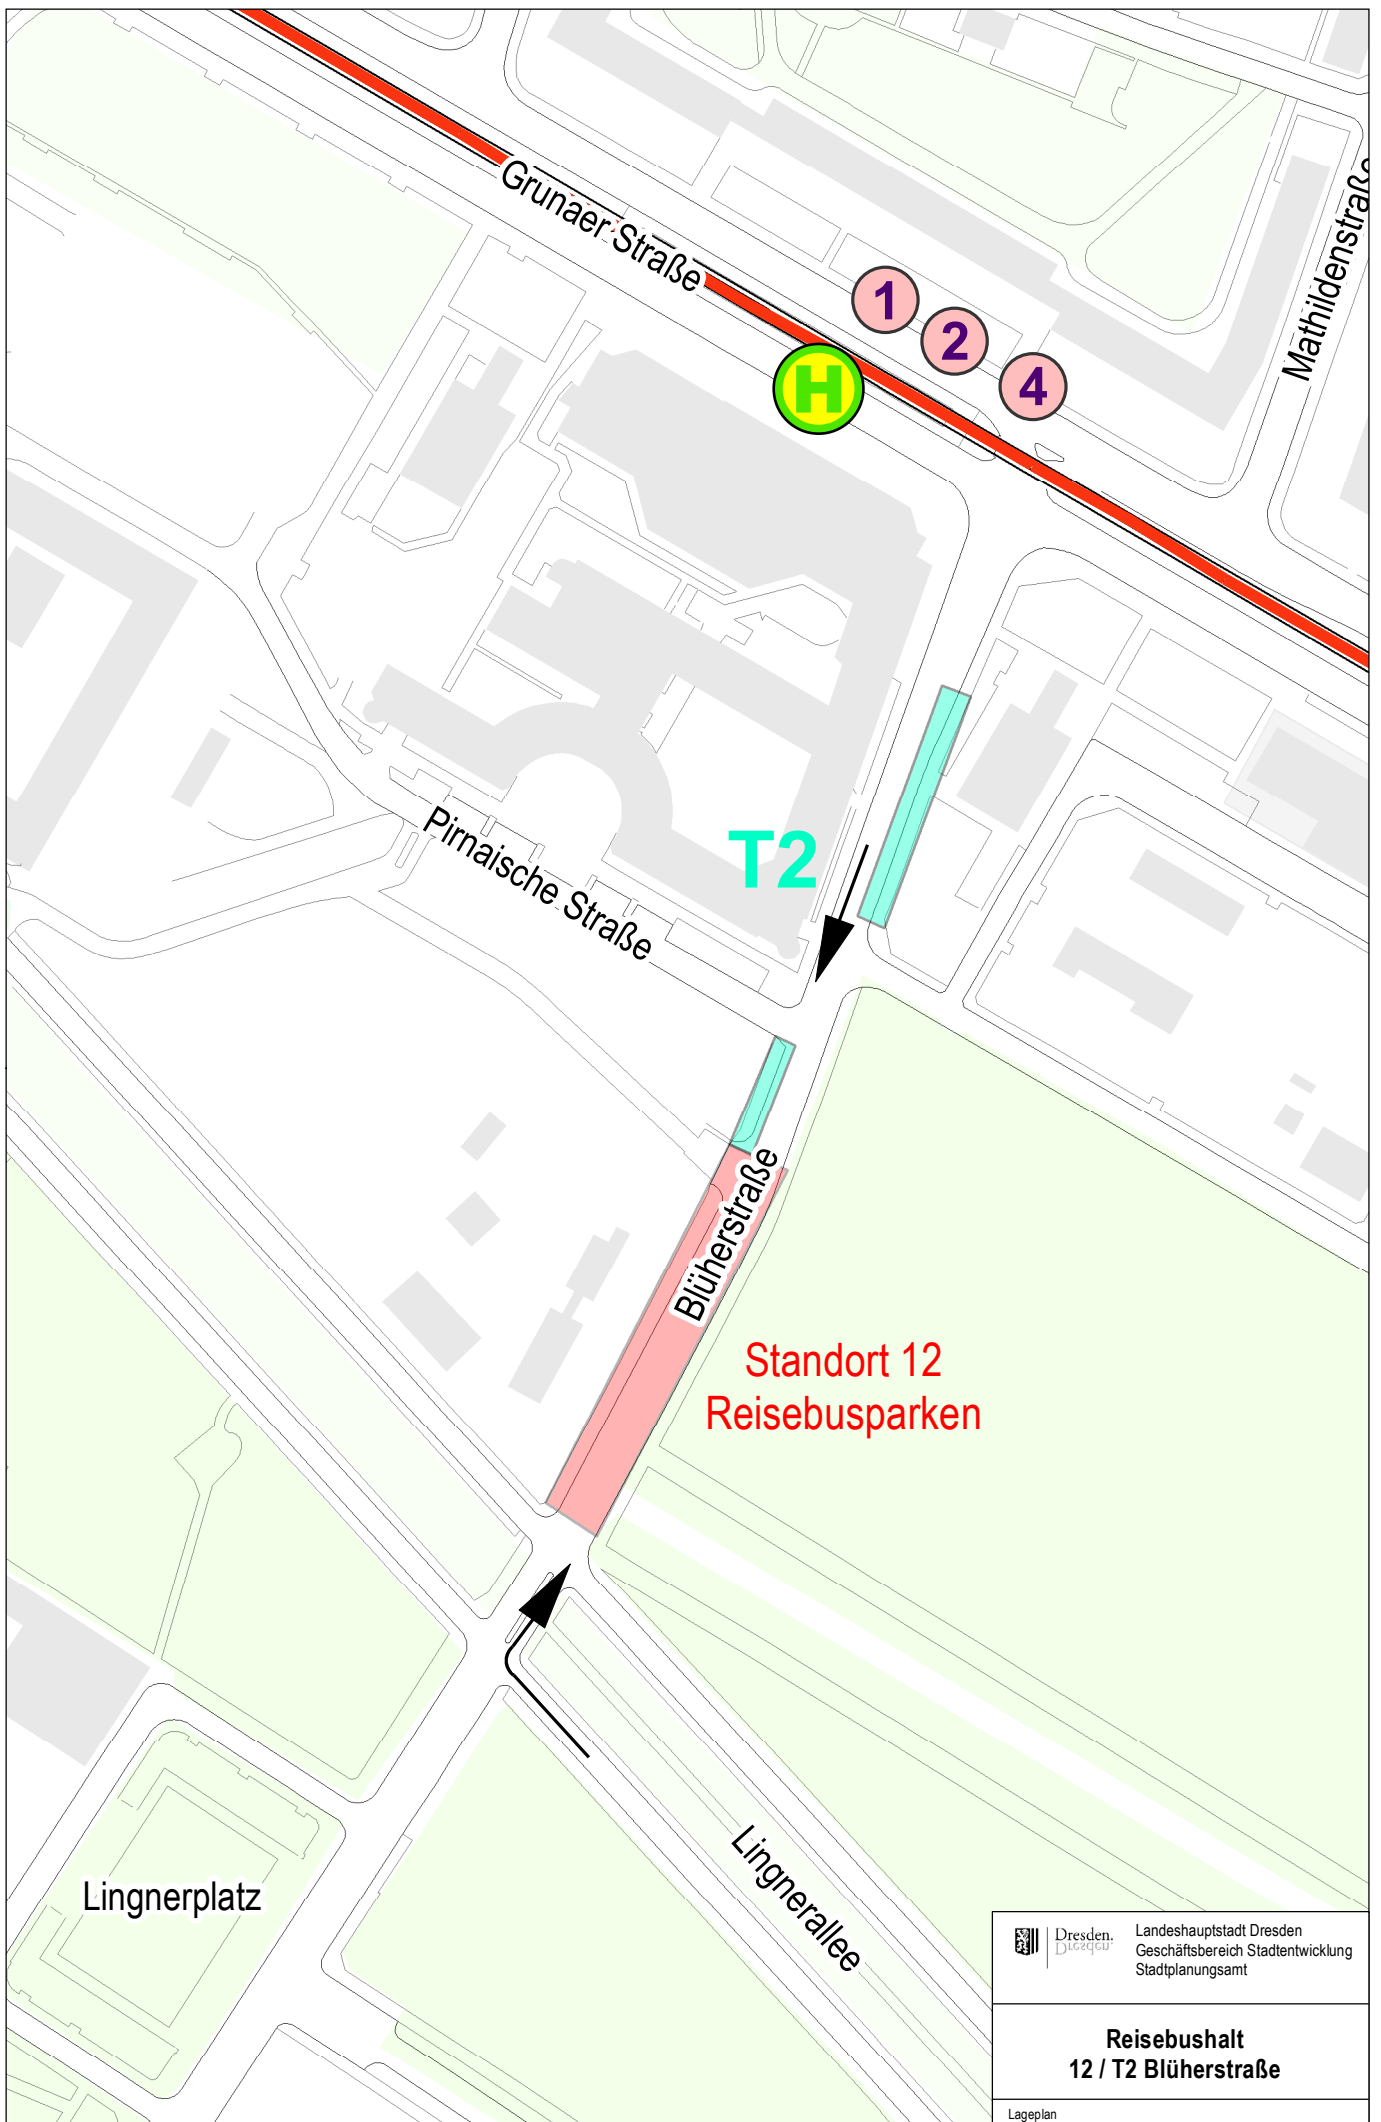 Grunaer Straße
Mathildenstraße
1
2
4
H
T2
Pirnaische Straße
Blüherstraße
Standort 12
Reisebusparken
Lingnerplatz
Lingnerallee
Dresden.
Dresden.
Landeshauptstadt Dresden
Geschäftsbereich Stadtentwicklung
Stadtplanungsamt
Reisebushalt
12 / T2 Blüherstraße
Lageplan